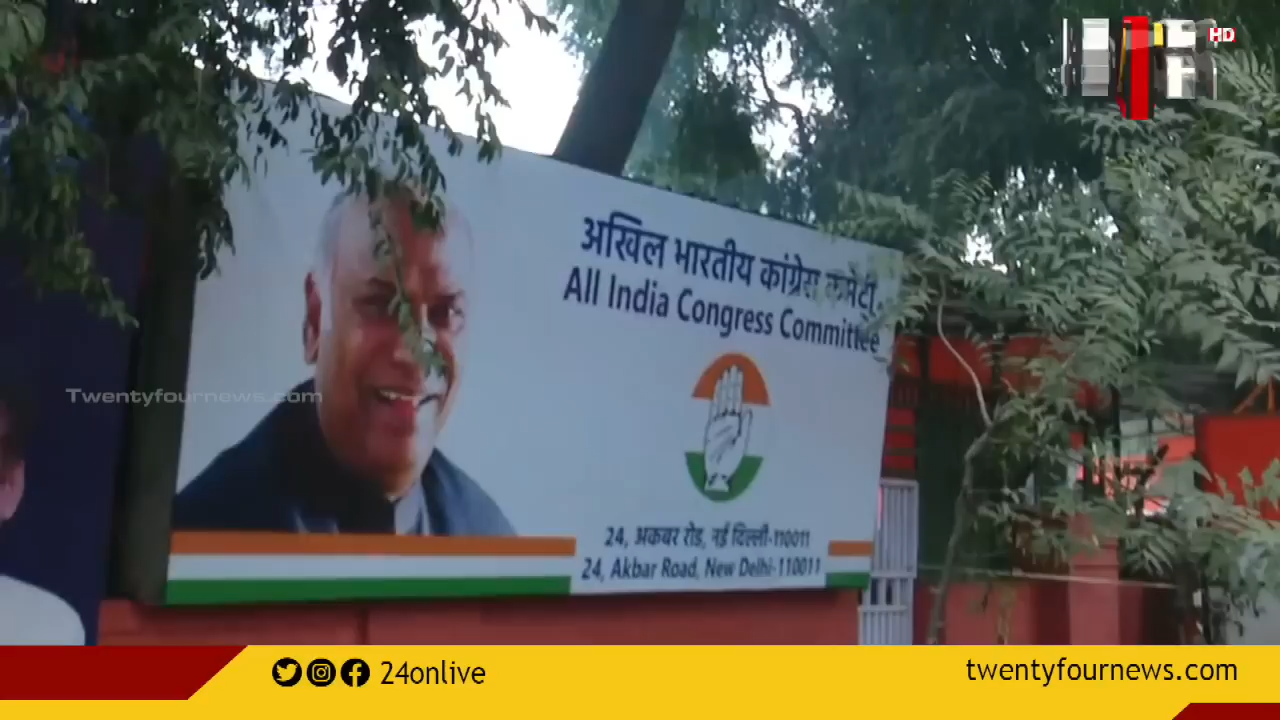 HD
अखिल भारतीय कांग्रेस कमेटी
All India Congress Committee
Twentyfournews.com
24, अकबर रोड, नई दिल्ली-110011
24, Akbar Road, New Delhi-110011
24onlive
twentyfournews.com